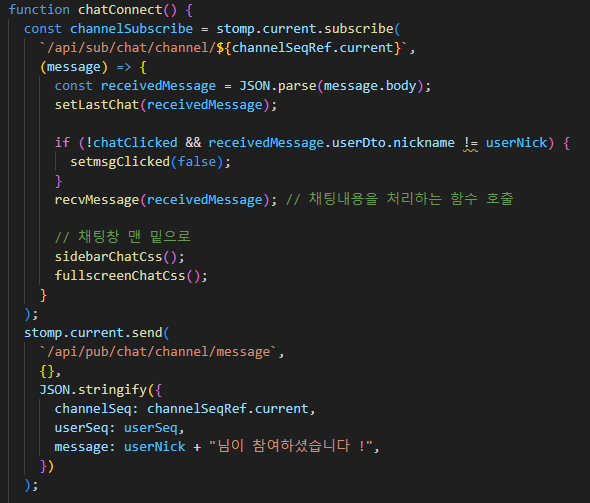 function chatConnect() {
  const channelSubscribe = stomp.current.subscribe(
    `/api/sub/chat/channel/${channelSeqRef.current}`,
    (message) => {
      const receivedMessage = JSON.parse(message.body);
      setLastChat(receivedMessage);
      if (!chatClicked && receivedMessage.userDto.nickname != userNick) {
        setmsgClicked(false);
      }
      recvMessage(receivedMessage); // 채팅내용을 처리하는 함수 호출
      // 채팅창 맨 밑으로
      sidebarChatCss();
      fullscreenChatCss();
    }
  );
  stomp.current.send(
    `/api/pub/chat/channel/message`,
    {},
    JSON.stringify({
      channelSeq: channelSeqRef.current,
      userSeq: userSeq,
      message: userNick + "님이 참여하셨습니다 !",
    })
  );